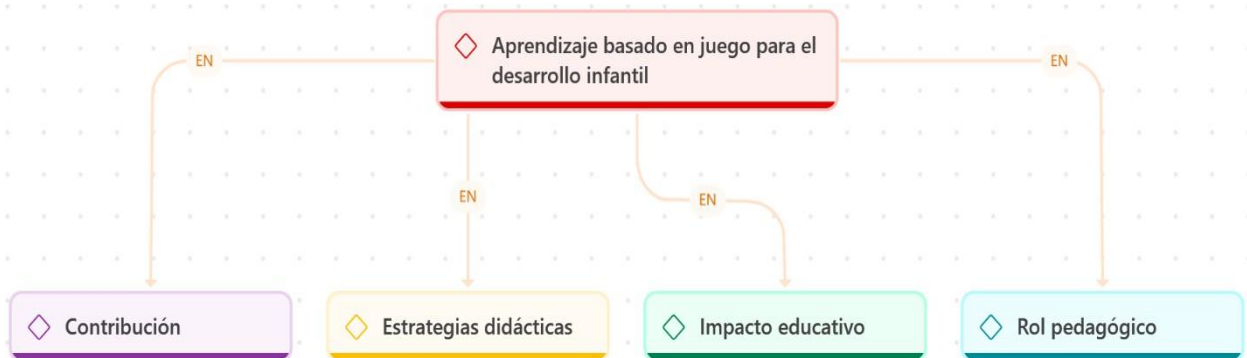 Aprendizaje basado en juego para el
desarrollo infantil
EN
EN
EN
EN
Contribución
Estrategias didácticas
Impacto educativo
Rol pedagógico